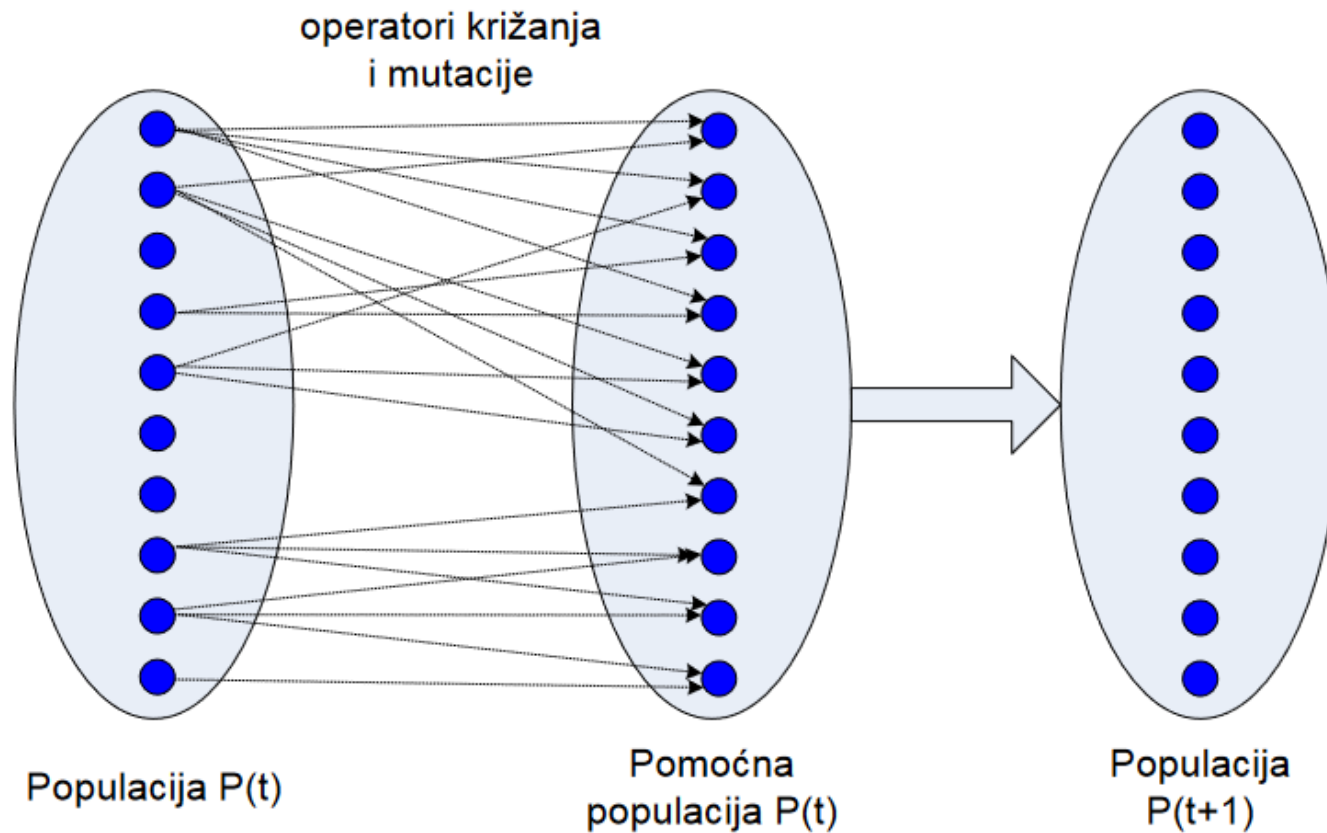 operatori križanja
i mutacije
Populacija P(t)
Pomoćna
populacija P(t)
Populacija
P(t+1)